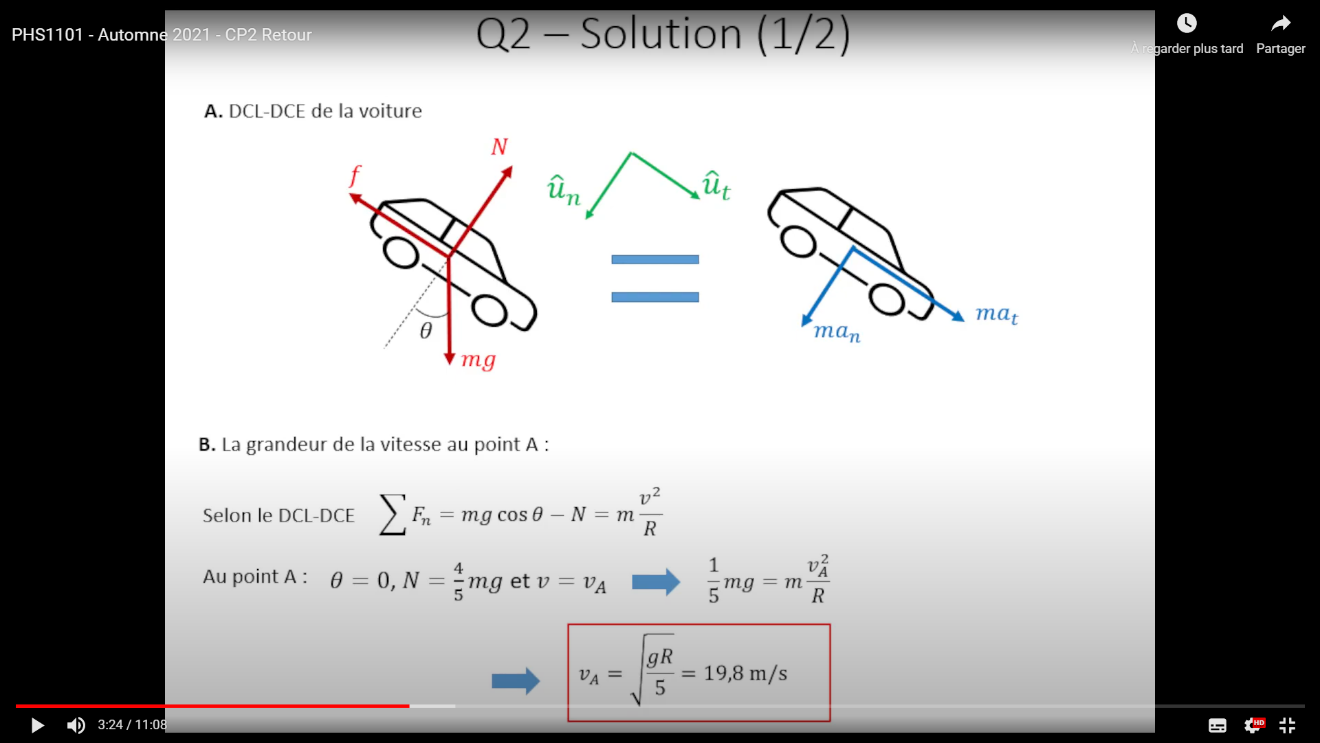 Q2 – Solution (1/2)
PHS1101 - Automne 2021 - CP2 Retour
À regarder plus tard
Partager
A. DCL-DCE de la voiture
N
f
û_n
û_t
θ
mg
ma_t
ma_n
B. La grandeur de la vitesse au point A :
Selon le DCL-DCE ∑ F_n = mg cos θ − N = m v²/R
Au point A : θ = 0, N = 4/5 mg et v = v_A 1/5 mg = m v_A²/R
v_A = √(gR/5) = 19,8 m/s
3:24 / 11:08
HD